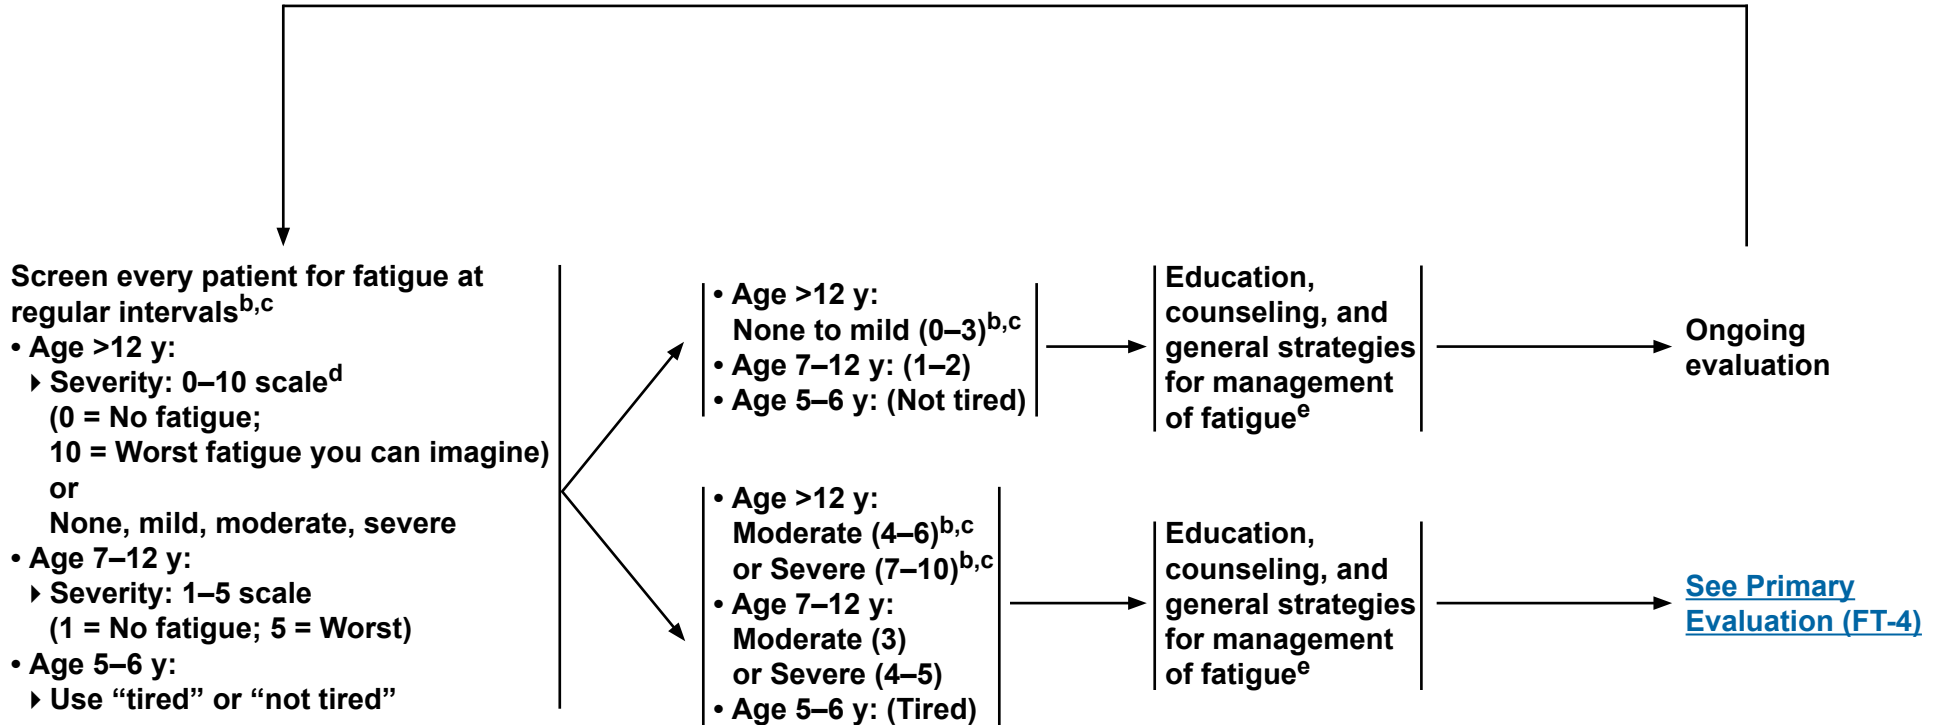 Screen every patient for fatigue at
regular intervalsb,c
• Age >12 y:
▸ Severity: 0–10 scaled
(0 = No fatigue;
10 = Worst fatigue you can imagine)
or
None, mild, moderate, severe
• Age 7–12 y:
▸ Severity: 1–5 scale
(1 = No fatigue; 5 = Worst)
• Age 5–6 y:
▸ Use “tired” or “not tired”
• Age >12 y:
None to mild (0–3)b,c
• Age 7–12 y: (1–2)
• Age 5–6 y: (Not tired)
Education,
counseling, and
general strategies
for management
of fatiguee
Ongoing
evaluation
• Age >12 y:
Moderate (4–6)b,c
or Severe (7–10)b,c
• Age 7–12 y:
Moderate (3)
or Severe (4–5)
• Age 5–6 y: (Tired)
Education,
counseling, and
general strategies
for management
of fatiguee
See Primary
Evaluation (FT-4)